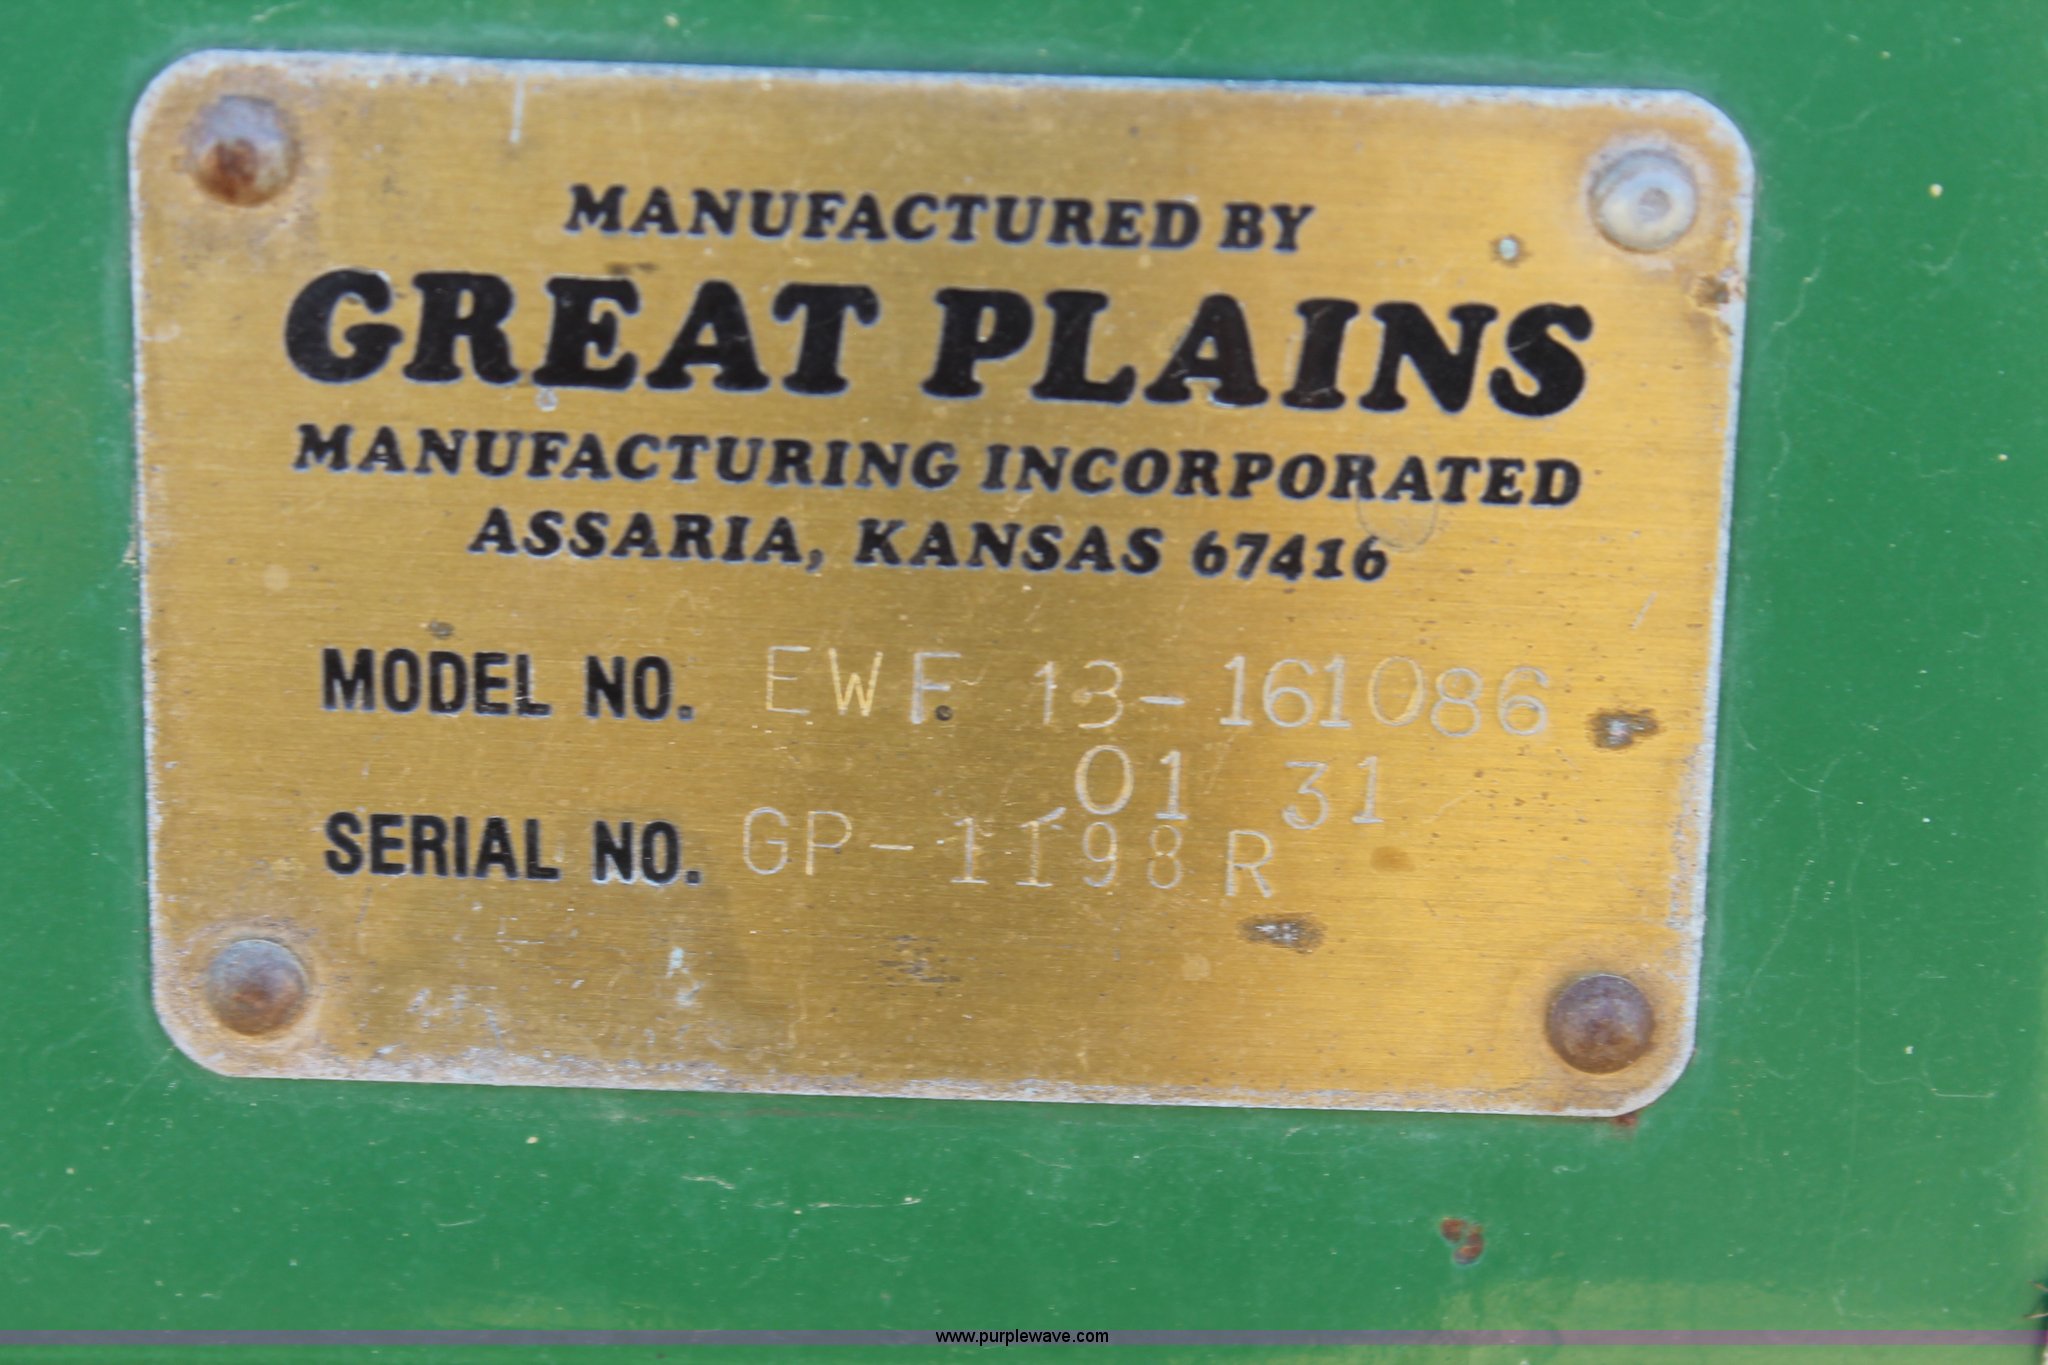 MANUFACTURED BY
GREAT PLAINS
MANUFACTURING INCORPORATED
ASSARIA, KANSAS 67416
MODEL NO. EWF 13-161086
01 31
SERIAL NO. GP-1198R
www.purplewave.com